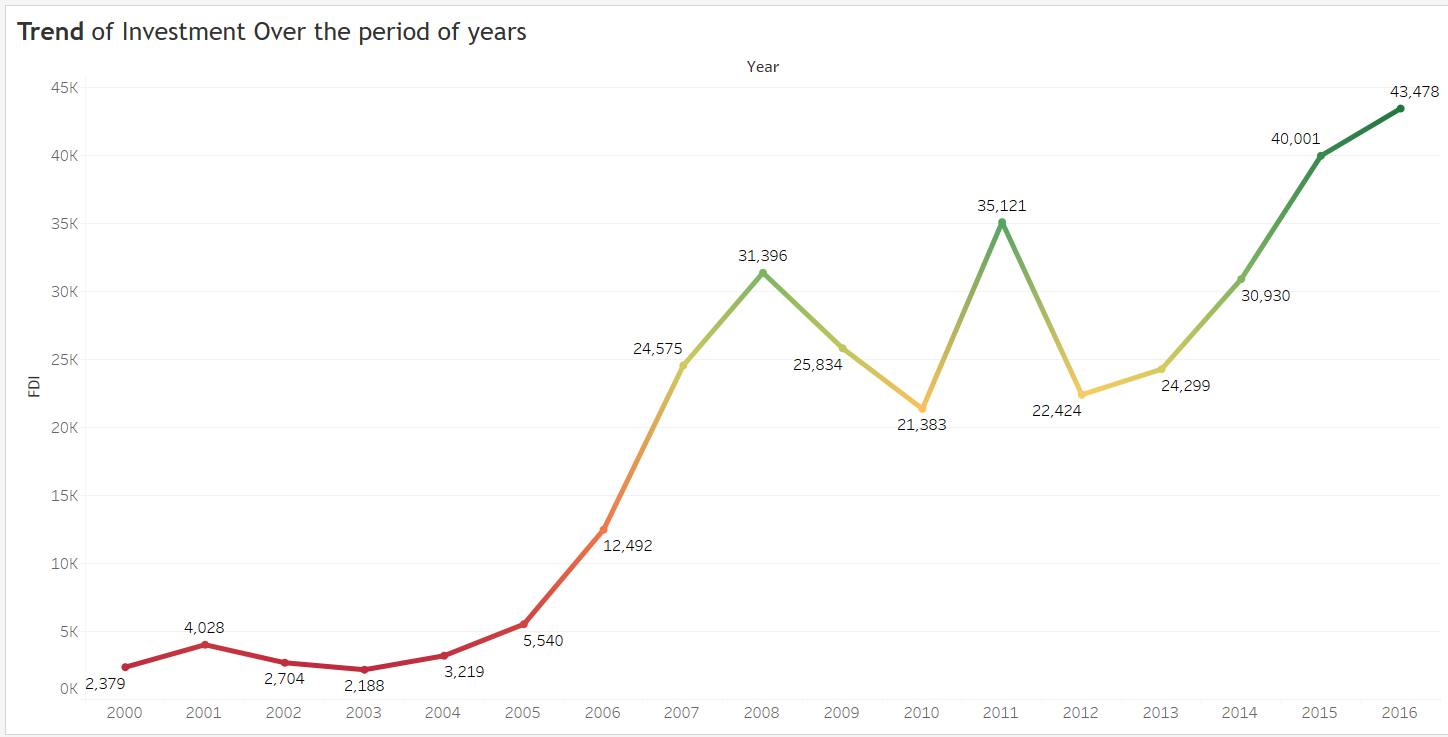 Trend of Investment Over the period of years
Year
45K
40K
35K
30K
25K
20K
15K
10K
5K
0K
FDI
2,379
4,028
2,704
2,188
3,219
5,540
12,492
24,575
31,396
25,834
21,383
35,121
22,424
24,299
30,930
40,001
43,478
2000 2001 2002 2003 2004 2005 2006 2007 2008 2009 2010 2011 2012 2013 2014 2015 2016